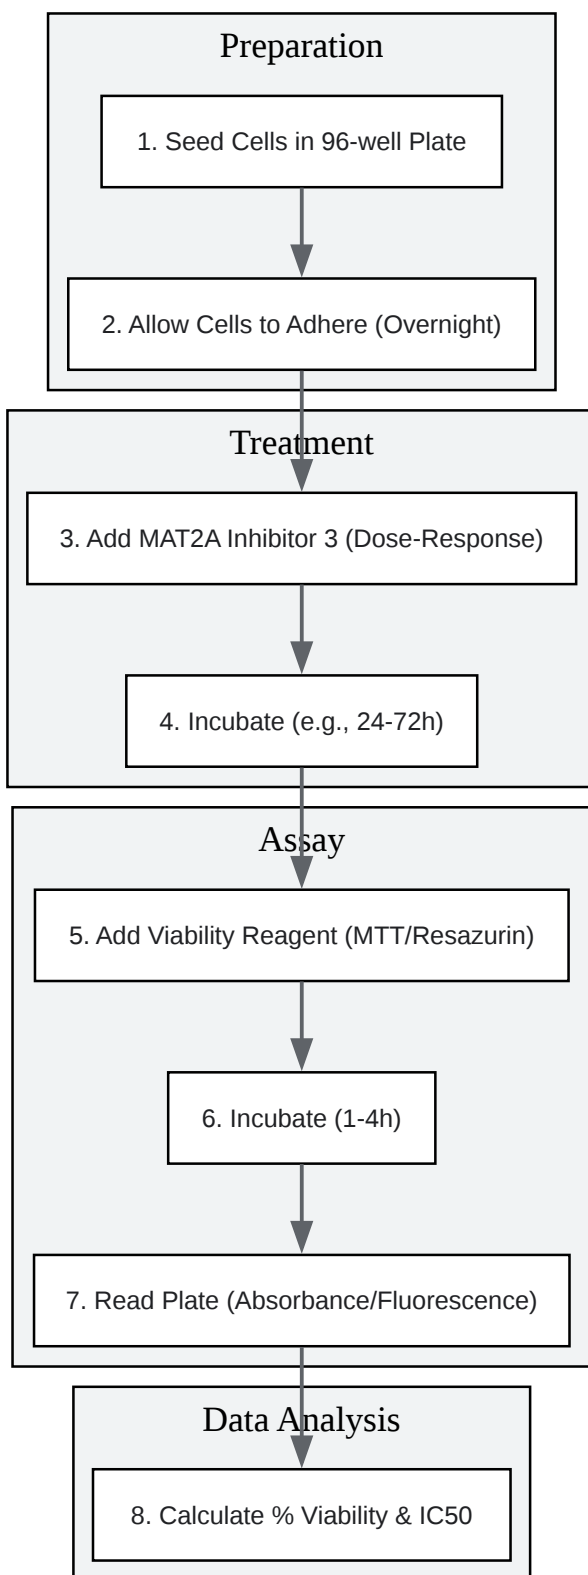 Preparation
1. Seed Cells in 96-well Plate
2. Allow Cells to Adhere (Overnight)
Treatment
3. Add MAT2A Inhibitor 3 (Dose-Response)
4. Incubate (e.g., 24-72h)
Assay
5. Add Viability Reagent (MTT/Resazurin)
6. Incubate (1-4h)
7. Read Plate (Absorbance/Fluorescence)
Data Analysis
8. Calculate % Viability & IC50